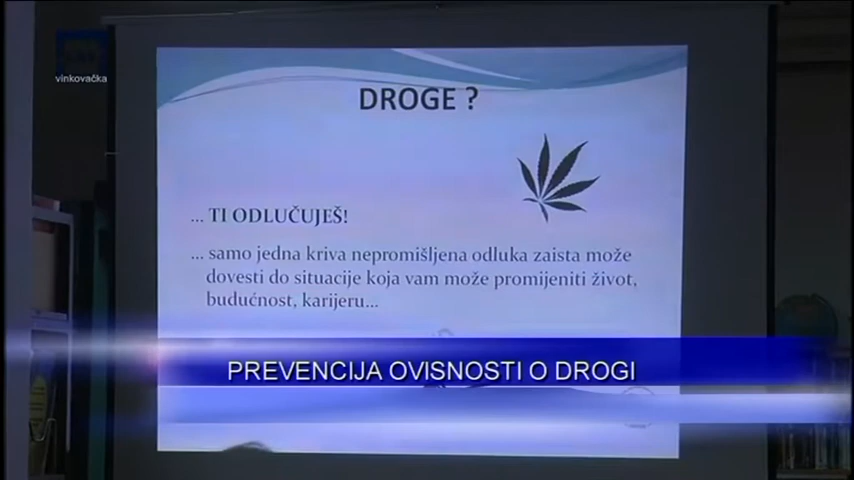 vinkovačka
DROGE ?
... TI ODLUČUJEŠ!
... samo jedna kriva nepromišljena odluka zaista može
dovesti do situacije koja vam može promijeniti život,
budućnost, karijeru...
PREVENCIJA OVISNOSTI O DROGI